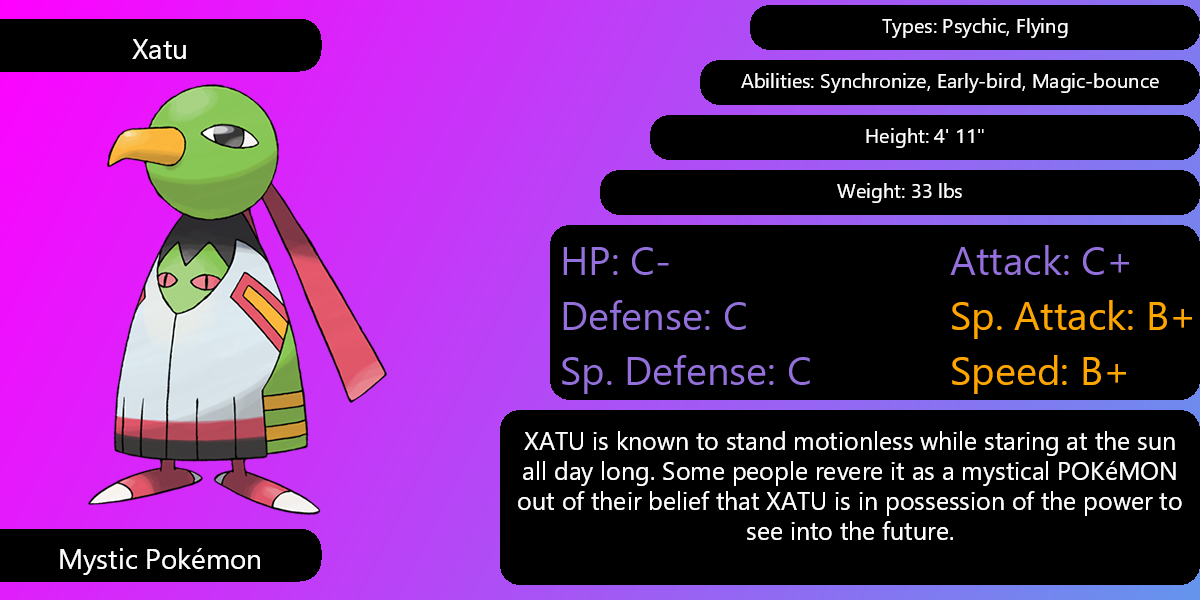 Xatu
Types: Psychic, Flying
Abilities: Synchronize, Early-bird, Magic-bounce
Height: 4' 11"
Weight: 33 lbs
HP: C-
Attack: C+
Defense: C
Sp. Attack: B+
Sp. Defense: C
Speed: B+
XATU is known to stand motionless while staring at the sun
all day long. Some people revere it as a mystical POKéMON
out of their belief that XATU is in possession of the power to
see into the future.
Mystic Pokémon